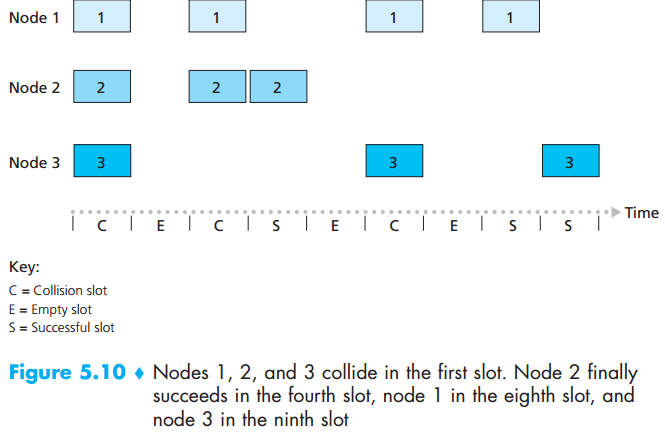 Node 1 1 1 1 1
Node 2 2 2 2
Node 3 3 3 3
Time
C E C S E C E S S
Key:
C = Collision slot
E = Empty slot
S = Successful slot
Figure 5.10 ♦ Nodes 1, 2, and 3 collide in the first slot. Node 2 finally
succeeds in the fourth slot, node 1 in the eighth slot, and
node 3 in the ninth slot